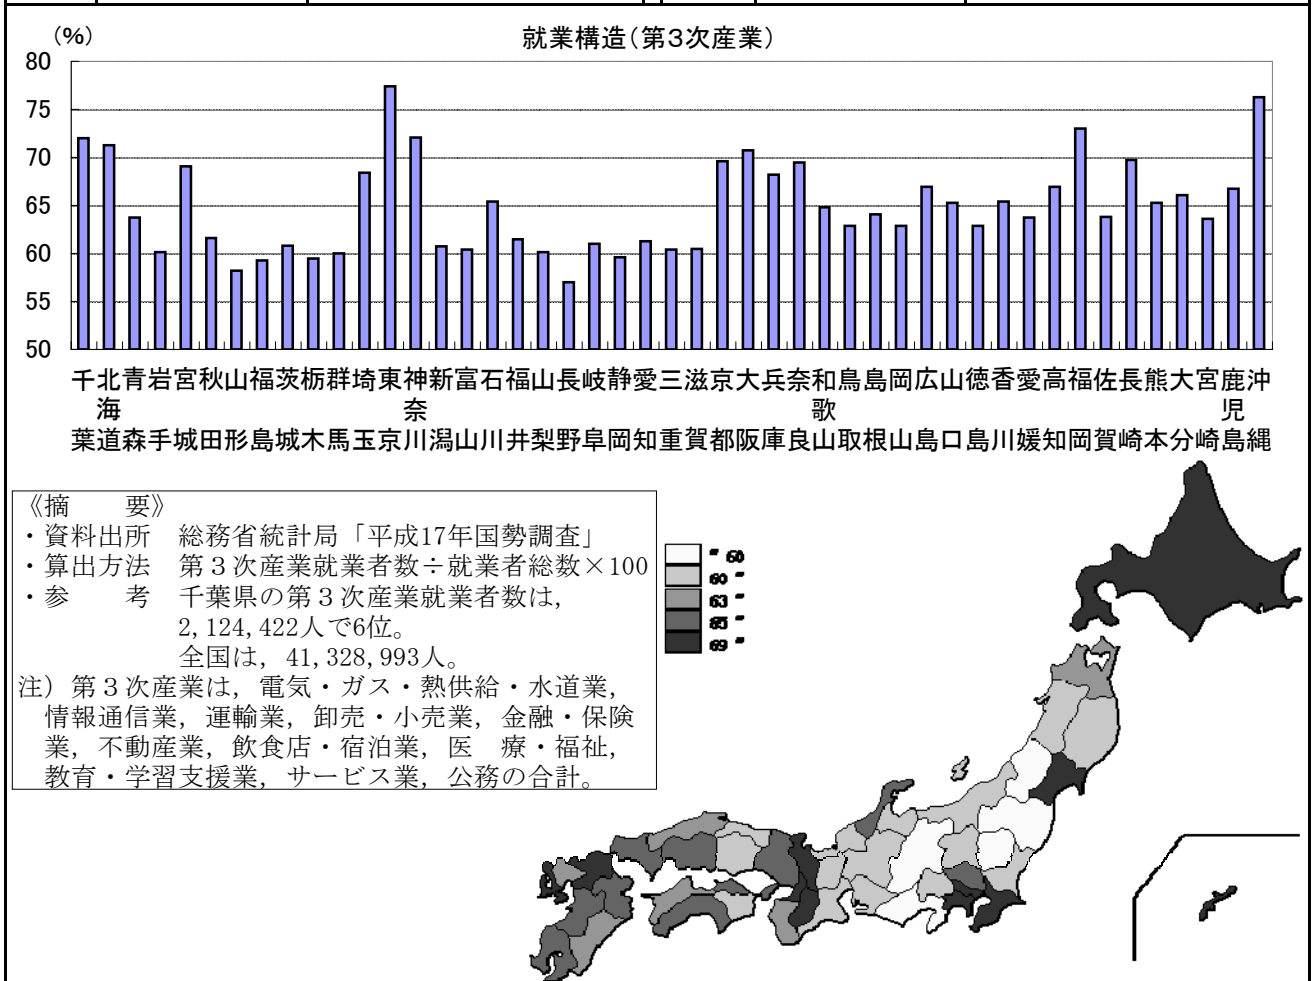 (%)
就業構造(第3次産業)
80
75
70
65
60
55
50
千葉 北海道 青森 岩手 宮城 秋田 山形 福島 茨城 栃木 群馬 埼玉 東京 神奈川 新潟 富山 石川 福井 山梨 長野 岐阜 静岡 愛知 三重 滋賀 京都 大阪 兵庫 奈良 和歌山 鳥取 島根 岡山 広島 山口 徳島 香川 愛媛 高知 福岡 佐賀 長崎 熊本 大分 宮崎 鹿児島 沖縄
《摘　　要》
・資料出所　総務省統計局「平成17年国勢調査」
・算出方法　第3次産業就業者数÷就業者総数×100
・参　　考　千葉県の第3次産業就業者数は,
2,124,422人で6位。
全国は, 41,328,993人。
注) 第3次産業は, 電気・ガス・熱供給・水道業,
情報通信業, 運輸業, 卸売・小売業, 金融・保険
業, 不動産業, 飲食店・宿泊業, 医　療・福祉,
教育・学習支援業, サービス業, 公務の合計。
~ 60
60 ~
63 ~
65 ~
69 ~